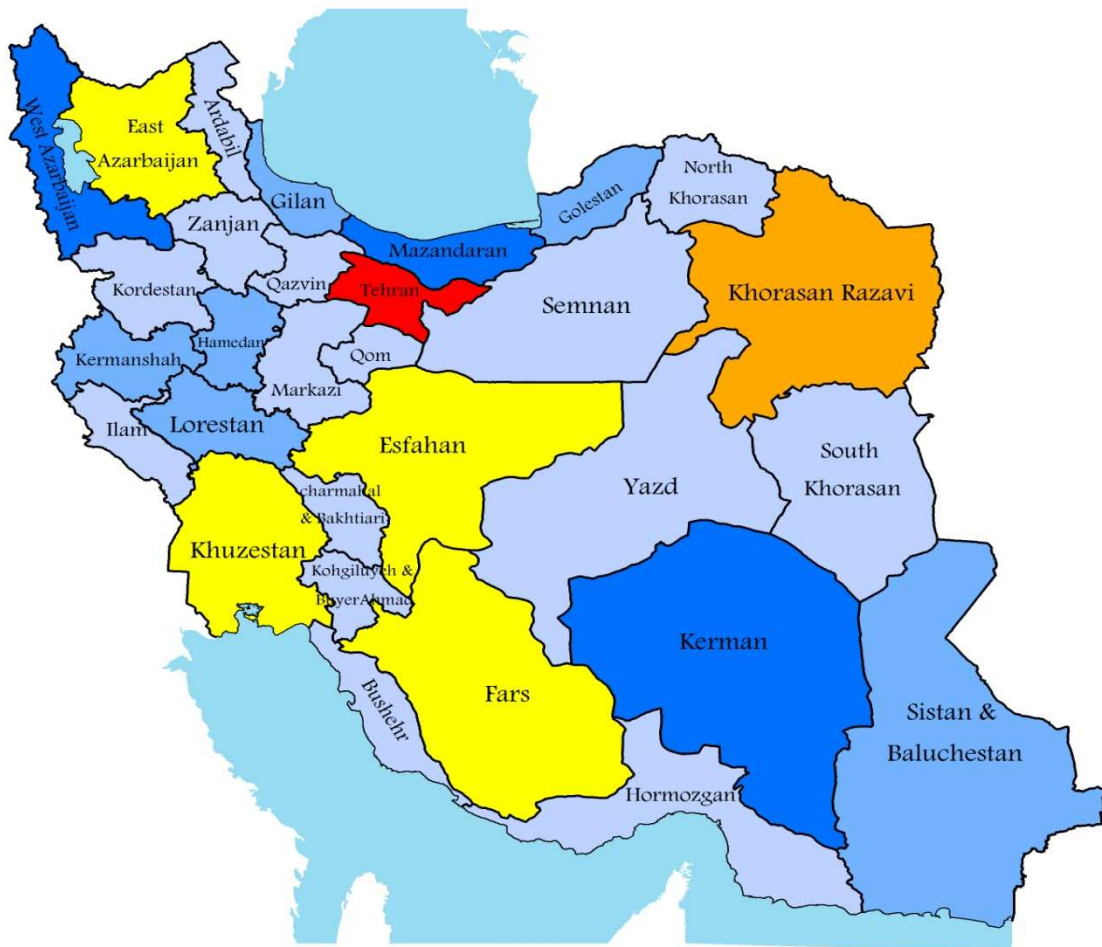 West Azarbaijan
East
Azarbaijan
Ardabil
Gilan
Zanjan
Golestan
North
Khorasan
Mazandaran
Qazvin
Tehran
Semnan
Khorasan Razavi
Kordestan
Hamedan
Kermanshah
Qom
Markazi
Ilam
Lorestan
Esfahan
Yazd
South
Khorasan
charmahal
& Bakhtiari
Khuzestan
Kohgiluyeh &
BuyerAhmad
Kerman
Fars
Bushehr
Sistan &
Baluchestan
Hormozgan